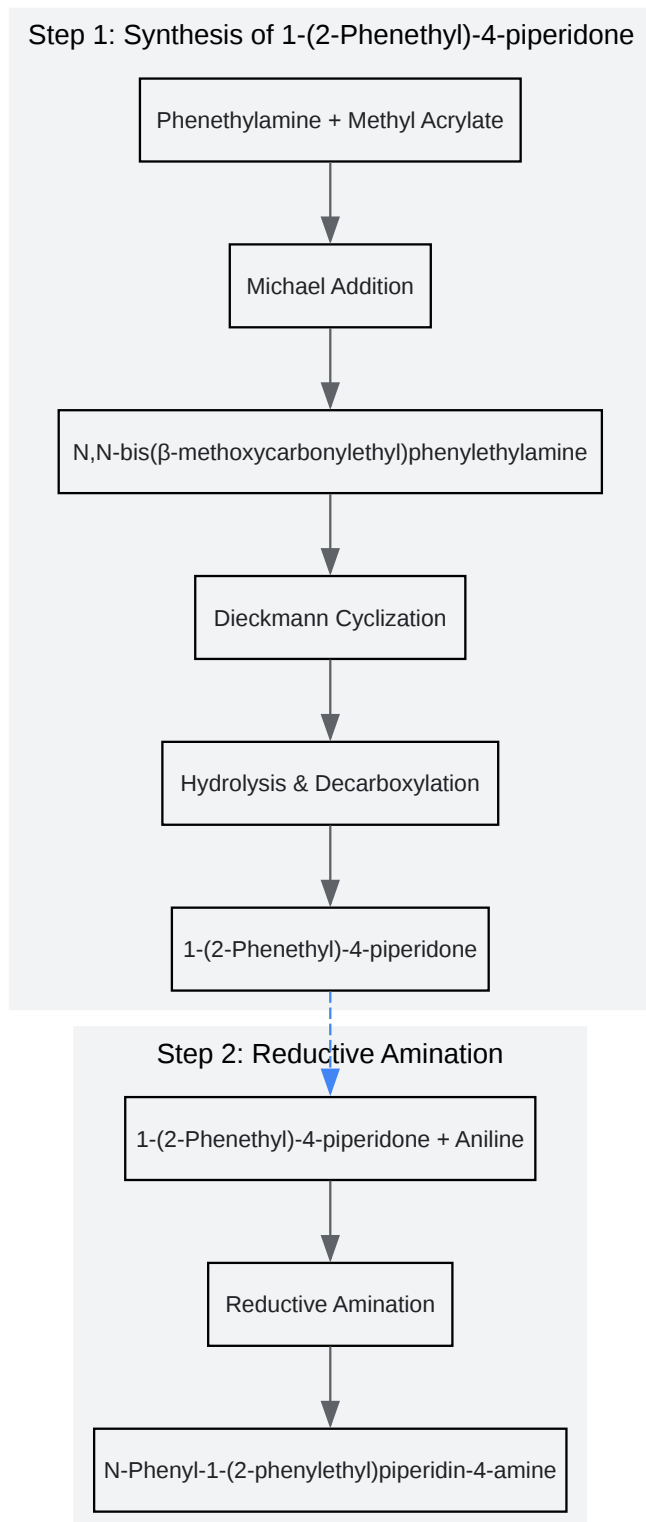 Step 1: Synthesis of 1-(2-Phenethyl)-4-piperidone
Phenethylamine + Methyl Acrylate
Michael Addition
N,N-bis(β-methoxycarbonylethyl)phenylethylamine
Dieckmann Cyclization
Hydrolysis & Decarboxylation
1-(2-Phenethyl)-4-piperidone
Step 2: Reductive Amination
1-(2-Phenethyl)-4-piperidone + Aniline
Reductive Amination
N-Phenyl-1-(2-phenylethyl)piperidin-4-amine